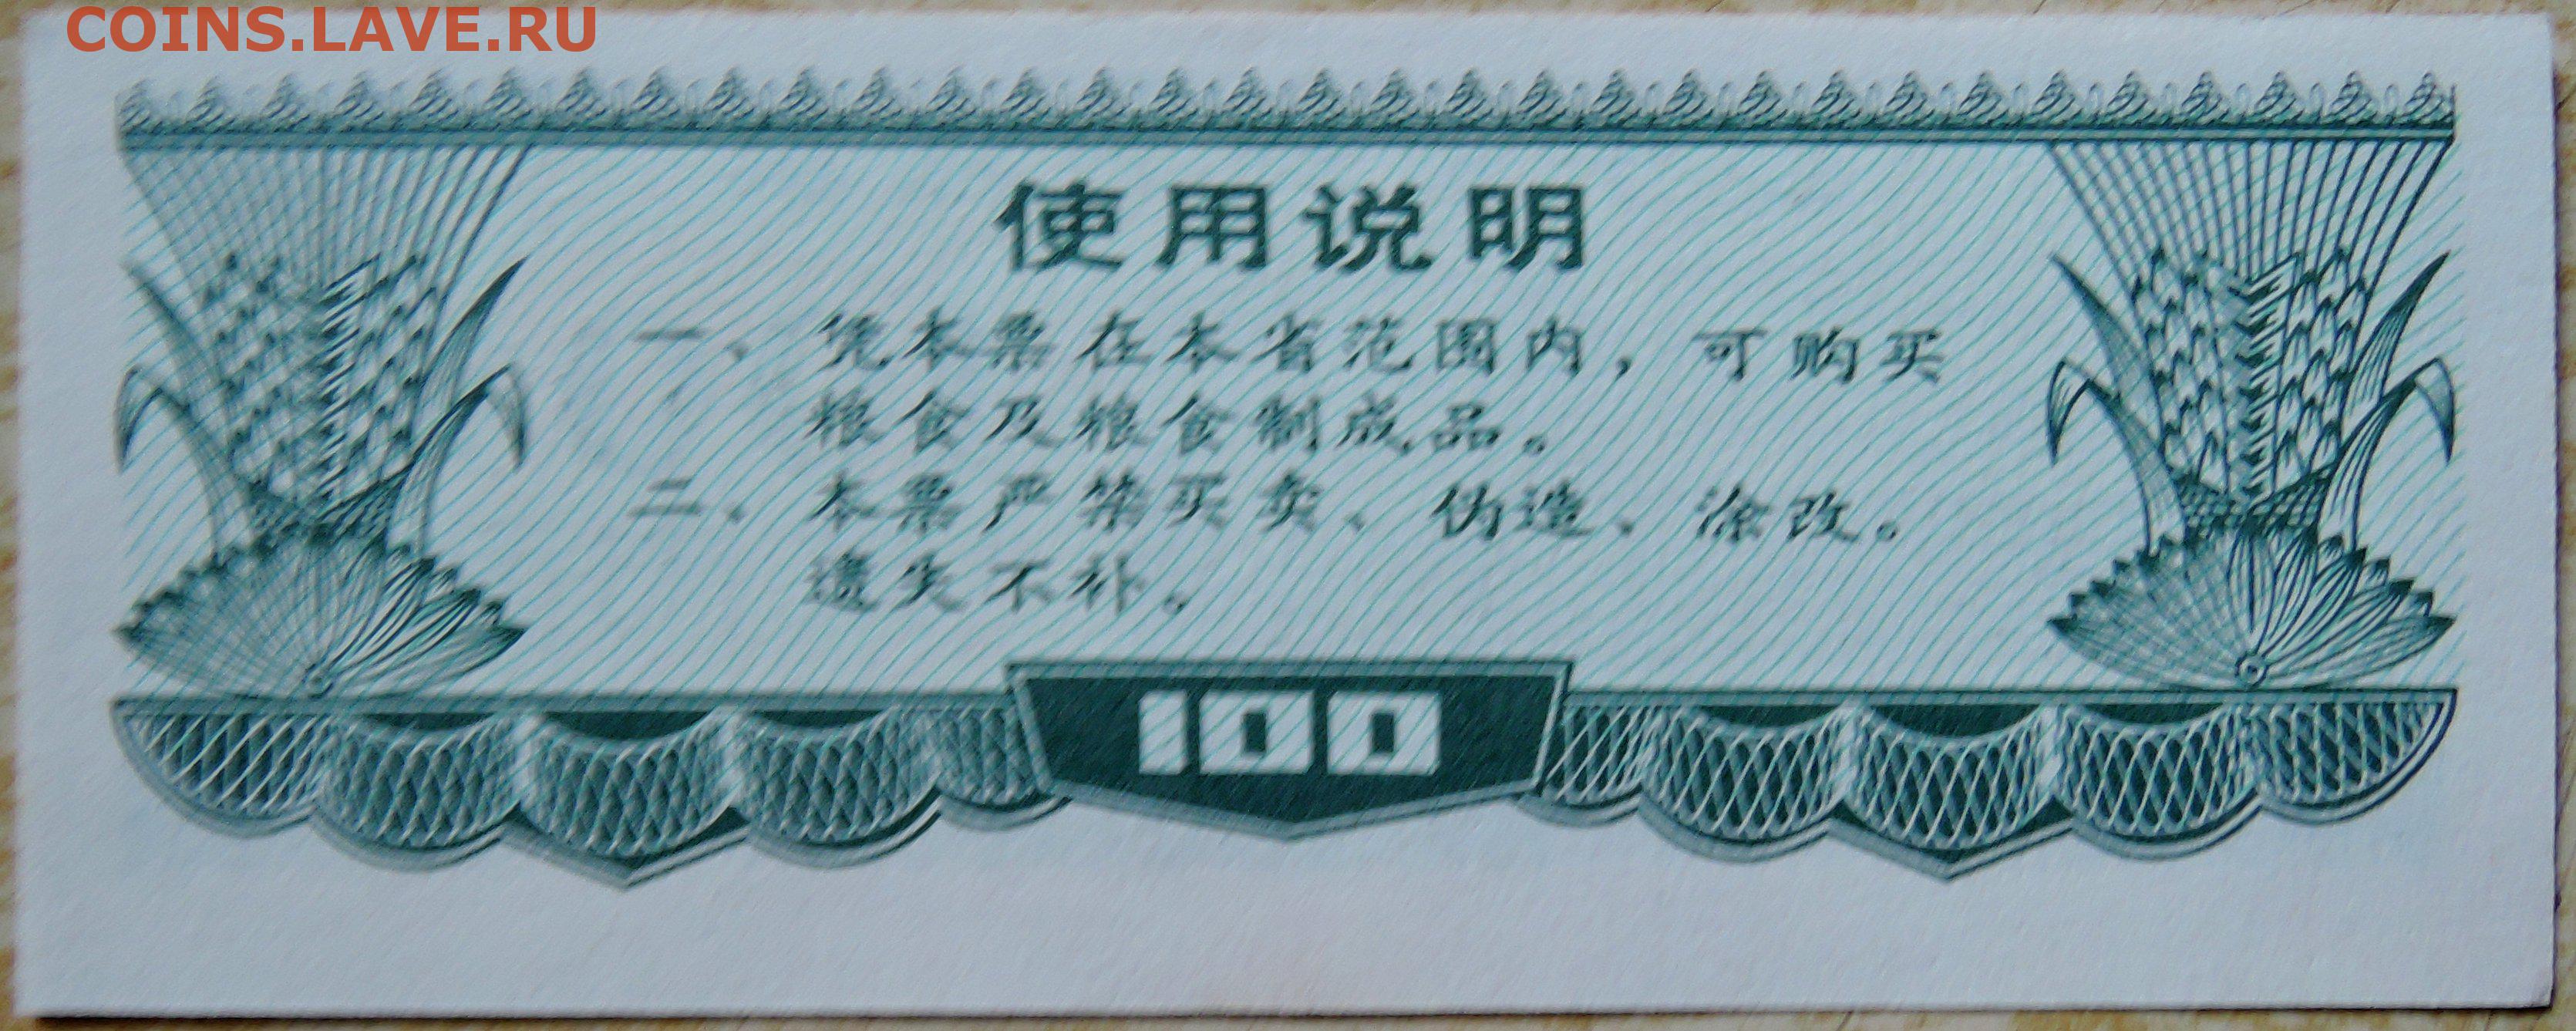 COINS.LAVE.RU
使用说明
一、凭本票在本省范围内，可购买
粮食及粮食制成品。
二、本票严禁买卖、伪造、涂改。
遗失不补。
100